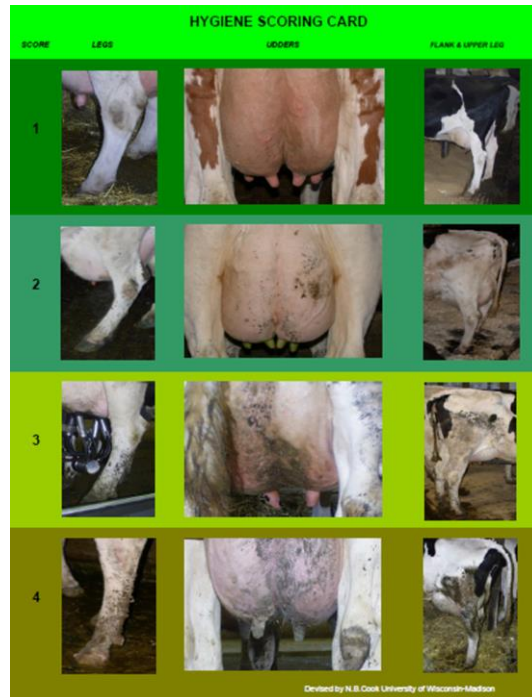 HYGIENE SCORING CARD
SCORE LEGS UDDERS FLANK & UPPER LEG
1
2
3
4
Devised by N.B.Cook University of Wisconsin-Madison